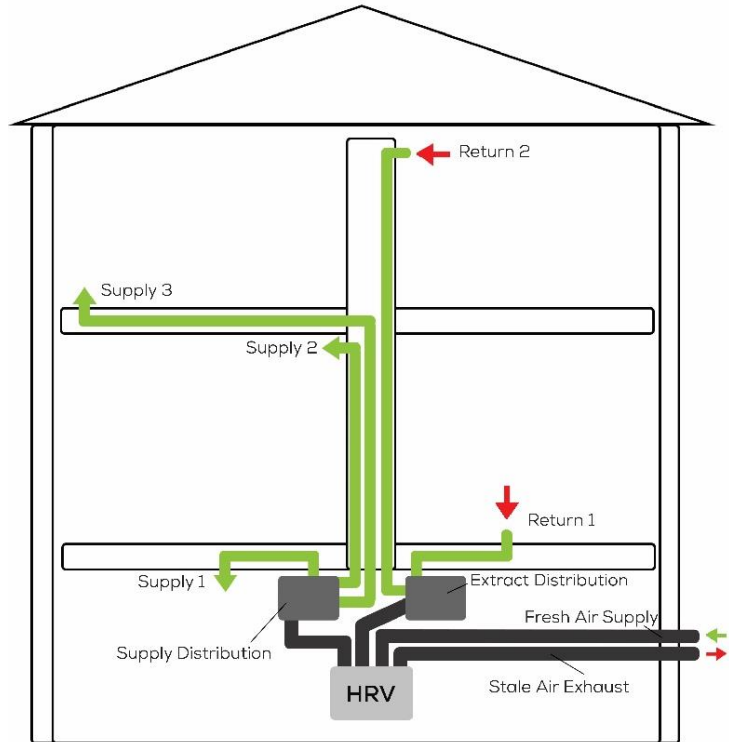 Return 2
Supply 3
Supply 2
Return 1
Supply 1
Extract Distribution
Fresh Air Supply
Supply Distribution
Stale Air Exhaust
HRV